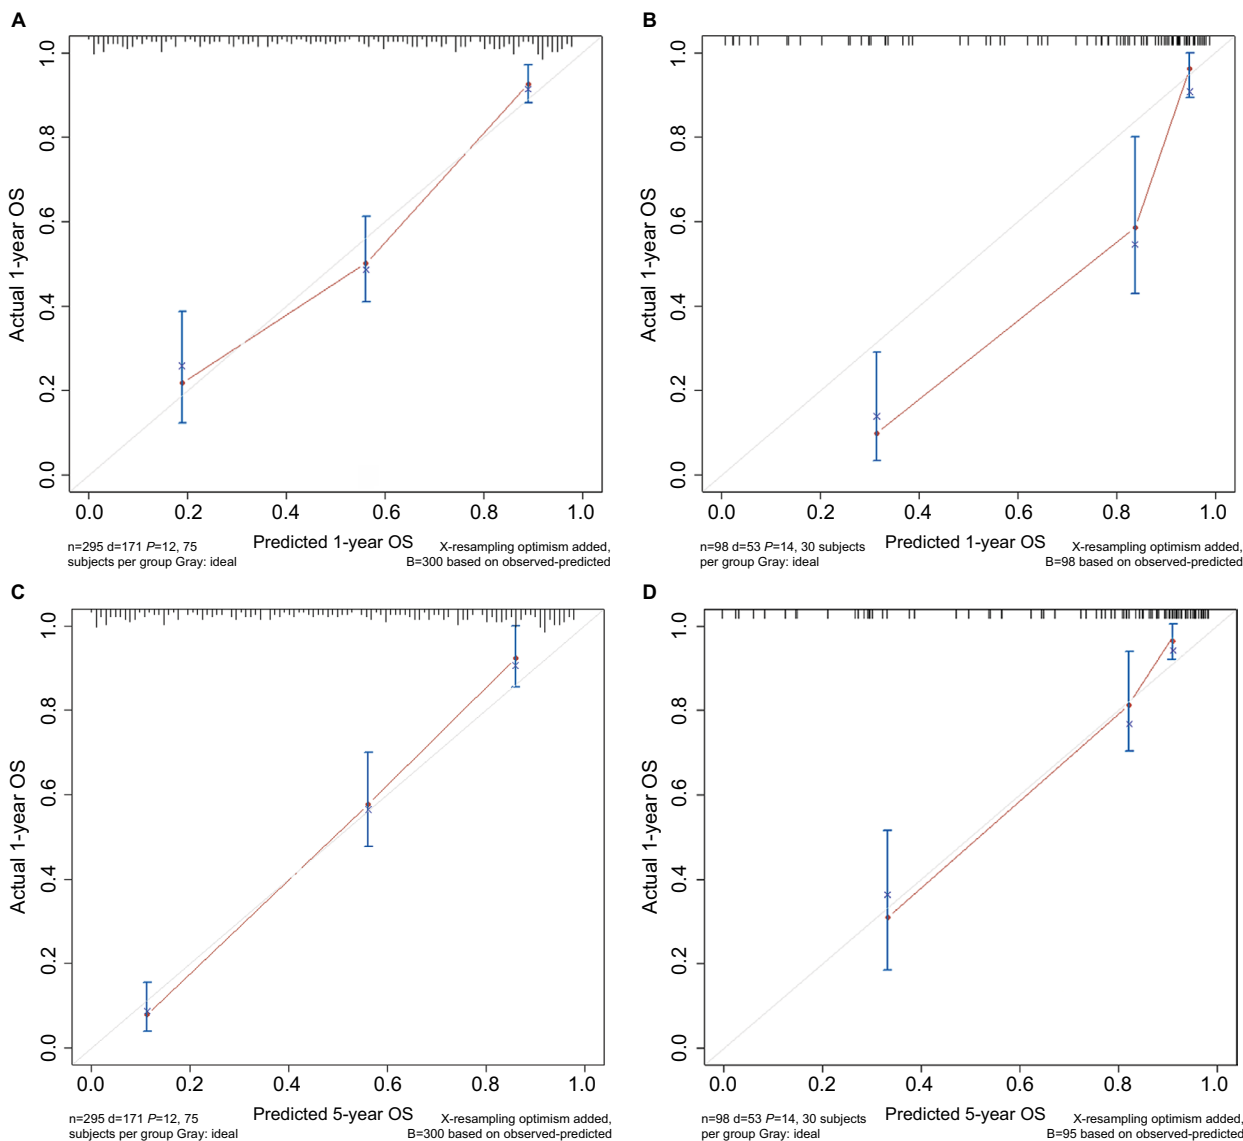 A
1.0
0.8
0.6
0.4
0.2
0.0
Actual 1-year OS
0.0 0.2 0.4 0.6 0.8 1.0
Predicted 1-year OS
n=295 d=171 P=12, 75
subjects per group Gray: ideal
X-resampling optimism added,
B=300 based on observed-predicted
B
1.0
0.8
0.6
0.4
0.2
0.0
Actual 1-year OS
0.0 0.2 0.4 0.6 0.8 1.0
Predicted 1-year OS
n=98 d=53 P=14, 30 subjects
per group Gray: ideal
X-resampling optimism added,
B=98 based on observed-predicted
C
1.0
0.8
0.6
0.4
0.2
0.0
Actual 1-year OS
0.0 0.2 0.4 0.6 0.8 1.0
Predicted 5-year OS
n=295 d=171 P=12, 75
subjects per group Gray: ideal
X-resampling optimism added,
B=300 based on observed-predicted
D
1.0
0.8
0.6
0.4
0.2
0.0
Actual 1-year OS
0.0 0.2 0.4 0.6 0.8 1.0
Predicted 5-year OS
n=98 d=53 P=14, 30 subjects
per group Gray: ideal
X-resampling optimism added,
B=95 based on observed-predicted